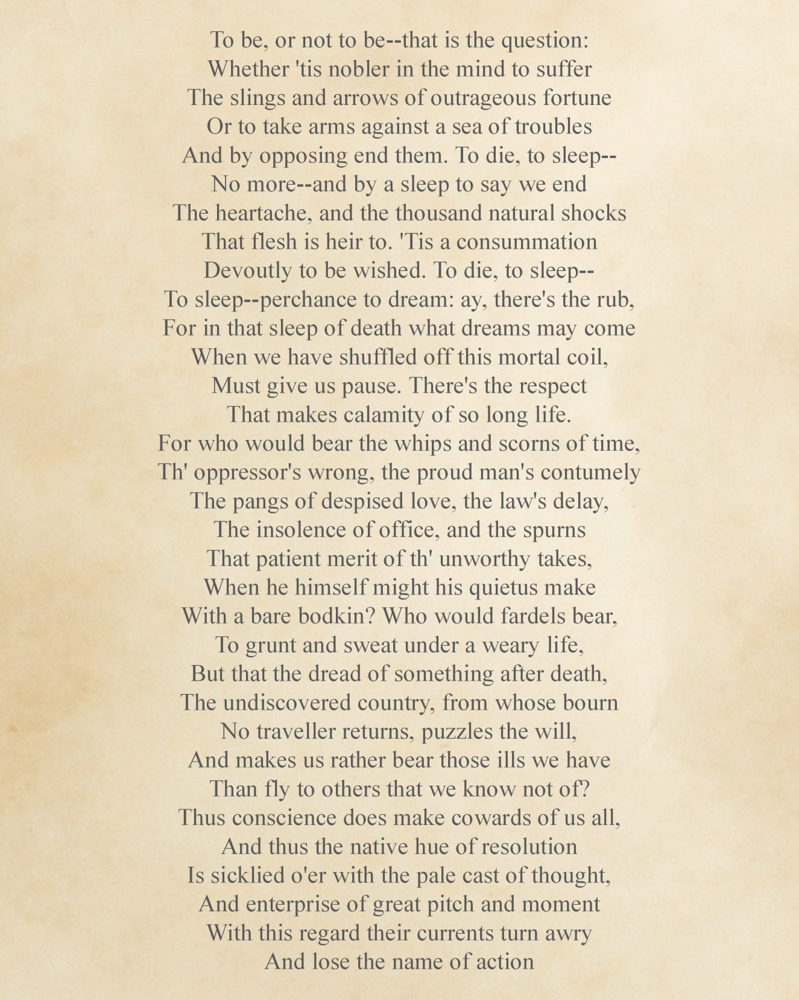 To be, or not to be--that is the question:
Whether 'tis nobler in the mind to suffer
The slings and arrows of outrageous fortune
Or to take arms against a sea of troubles
And by opposing end them. To die, to sleep--
No more--and by a sleep to say we end
The heartache, and the thousand natural shocks
That flesh is heir to. 'Tis a consummation
Devoutly to be wished. To die, to sleep--
To sleep--perchance to dream: ay, there's the rub,
For in that sleep of death what dreams may come
When we have shuffled off this mortal coil,
Must give us pause. There's the respect
That makes calamity of so long life.
For who would bear the whips and scorns of time,
Th' oppressor's wrong, the proud man's contumely
The pangs of despised love, the law's delay,
The insolence of office, and the spurns
That patient merit of th' unworthy takes,
When he himself might his quietus make
With a bare bodkin? Who would fardels bear,
To grunt and sweat under a weary life,
But that the dread of something after death,
The undiscovered country, from whose bourn
No traveller returns, puzzles the will,
And makes us rather bear those ills we have
Than fly to others that we know not of?
Thus conscience does make cowards of us all,
And thus the native hue of resolution
Is sicklied o'er with the pale cast of thought,
And enterprise of great pitch and moment
With this regard their currents turn awry
And lose the name of action